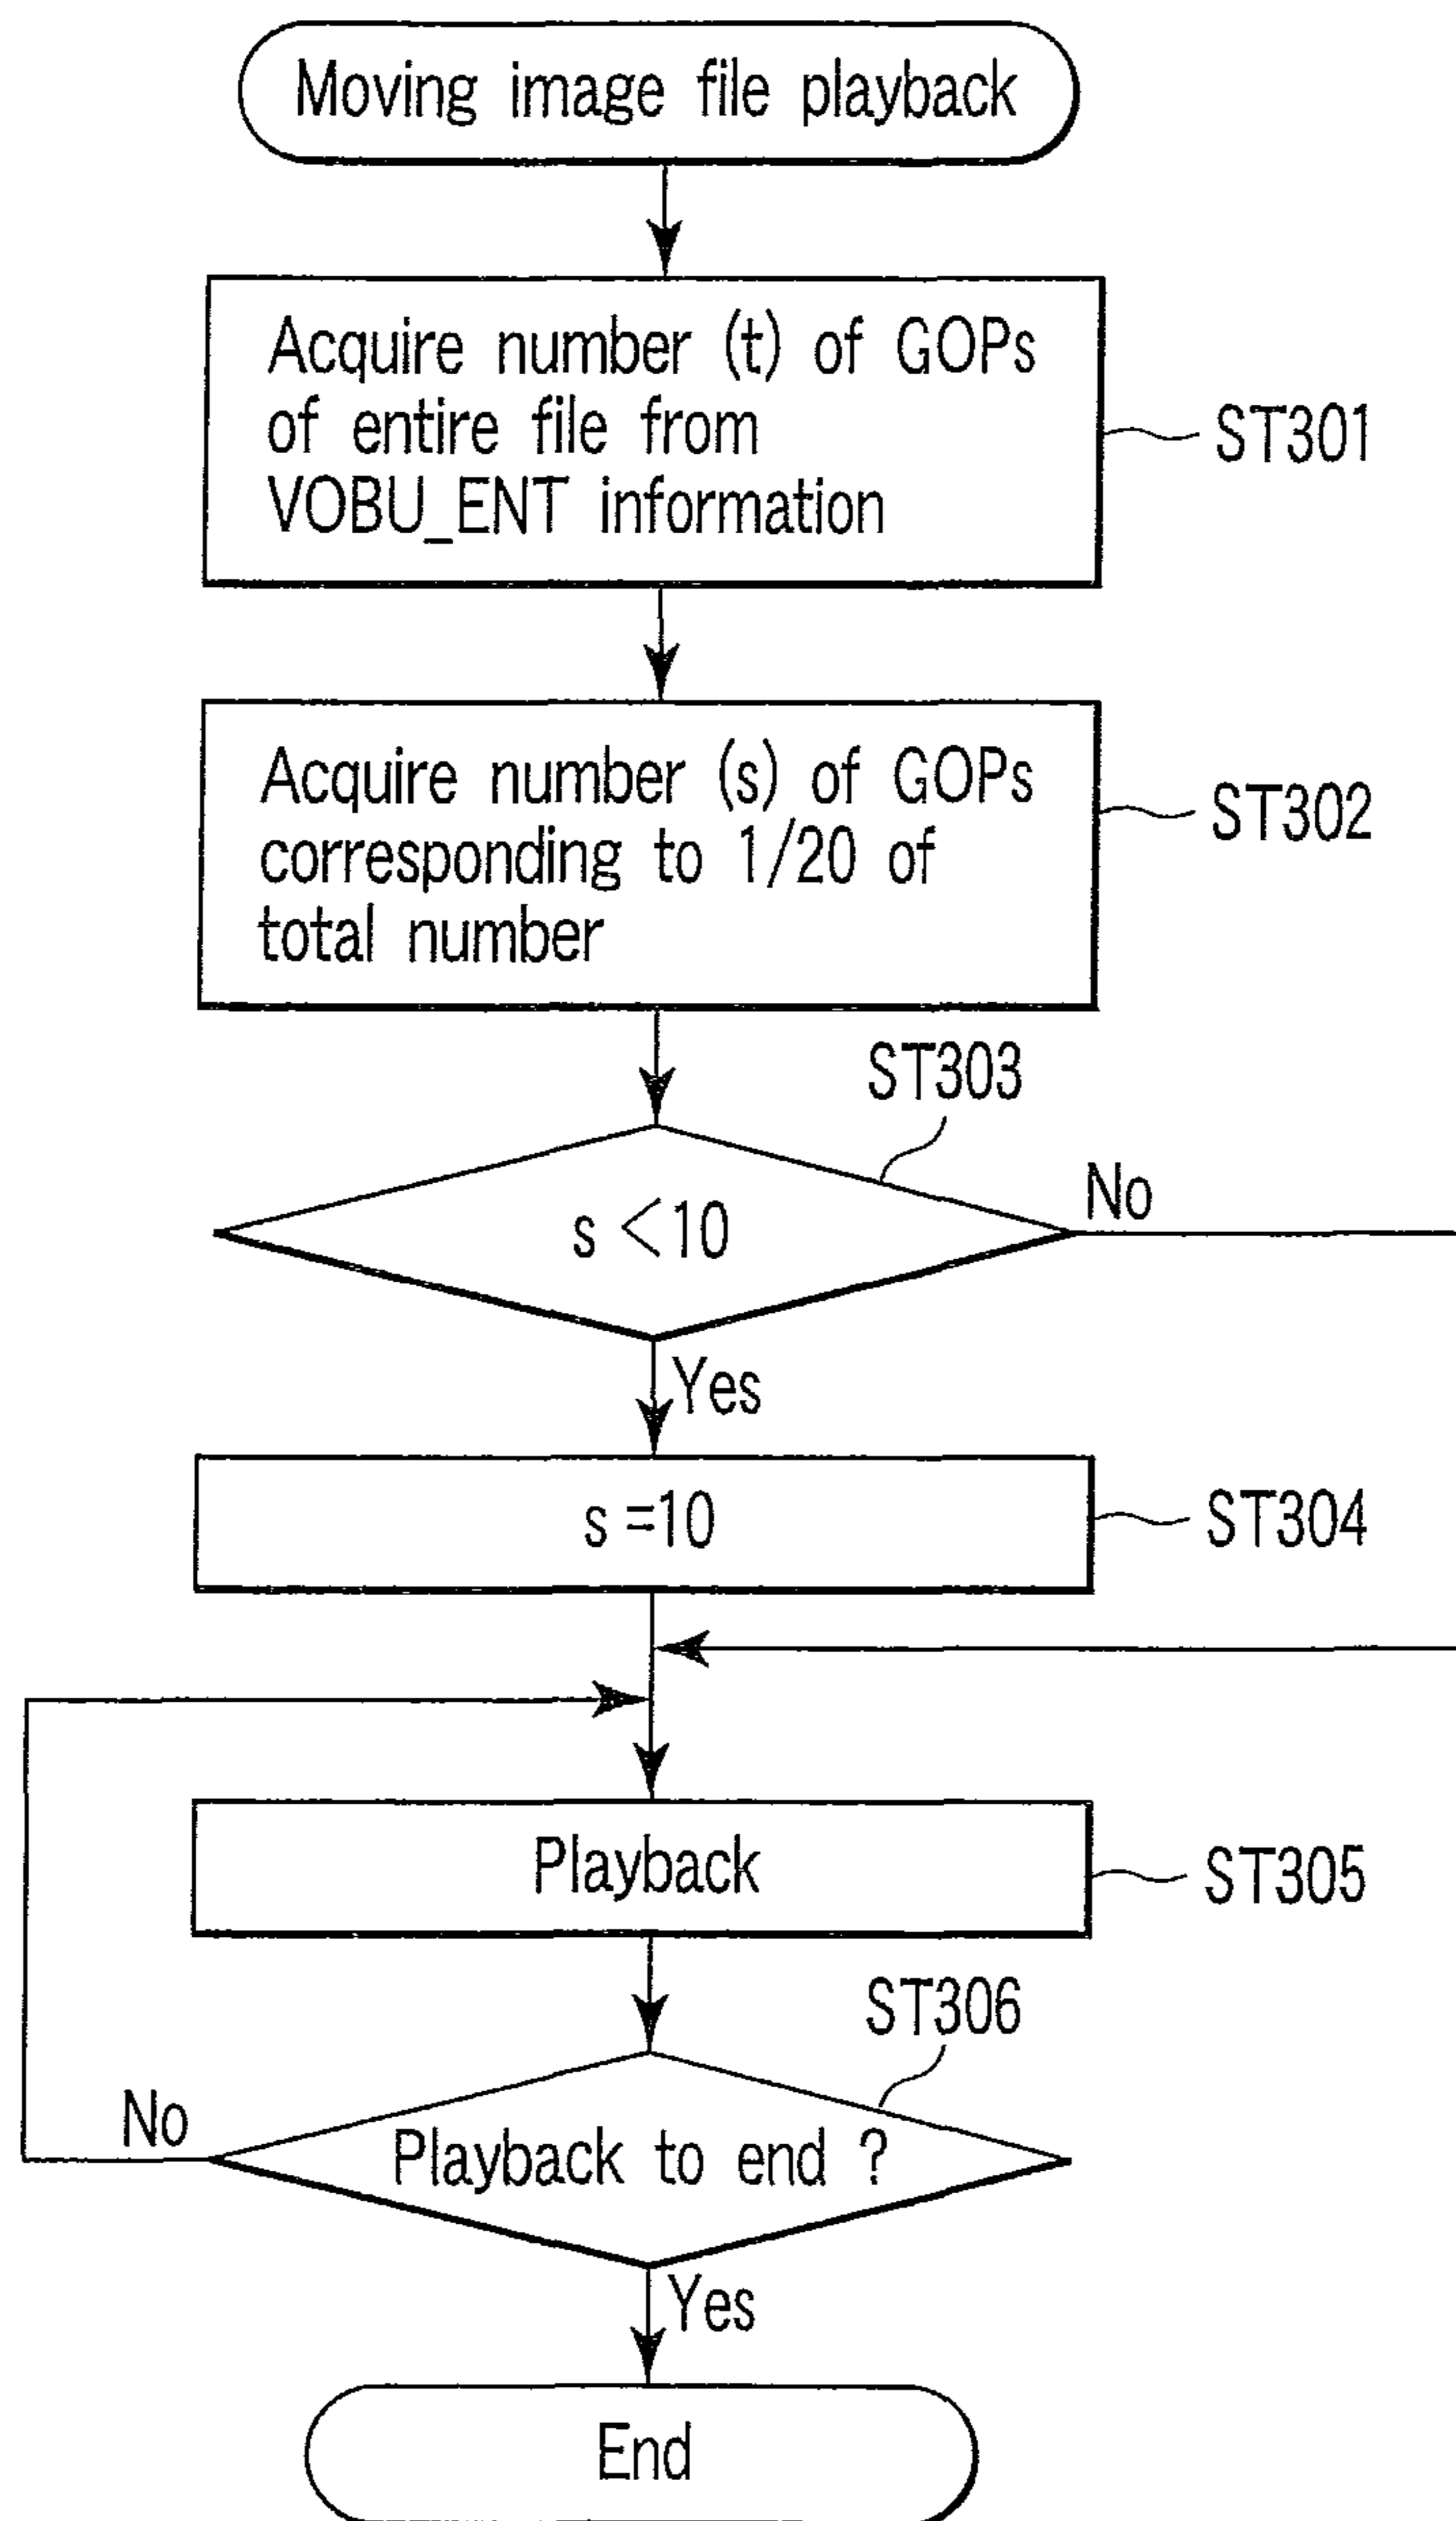 Moving image file playback
Acquire number (t) of GOPs
of entire file from
VOBU_ENT information
ST301
Acquire number (s) of GOPs
corresponding to 1/20 of
total number
ST302
ST303
s <10
No
Yes
s =10
ST304
Playback
ST305
ST306
Playback to end ?
No
Yes
End